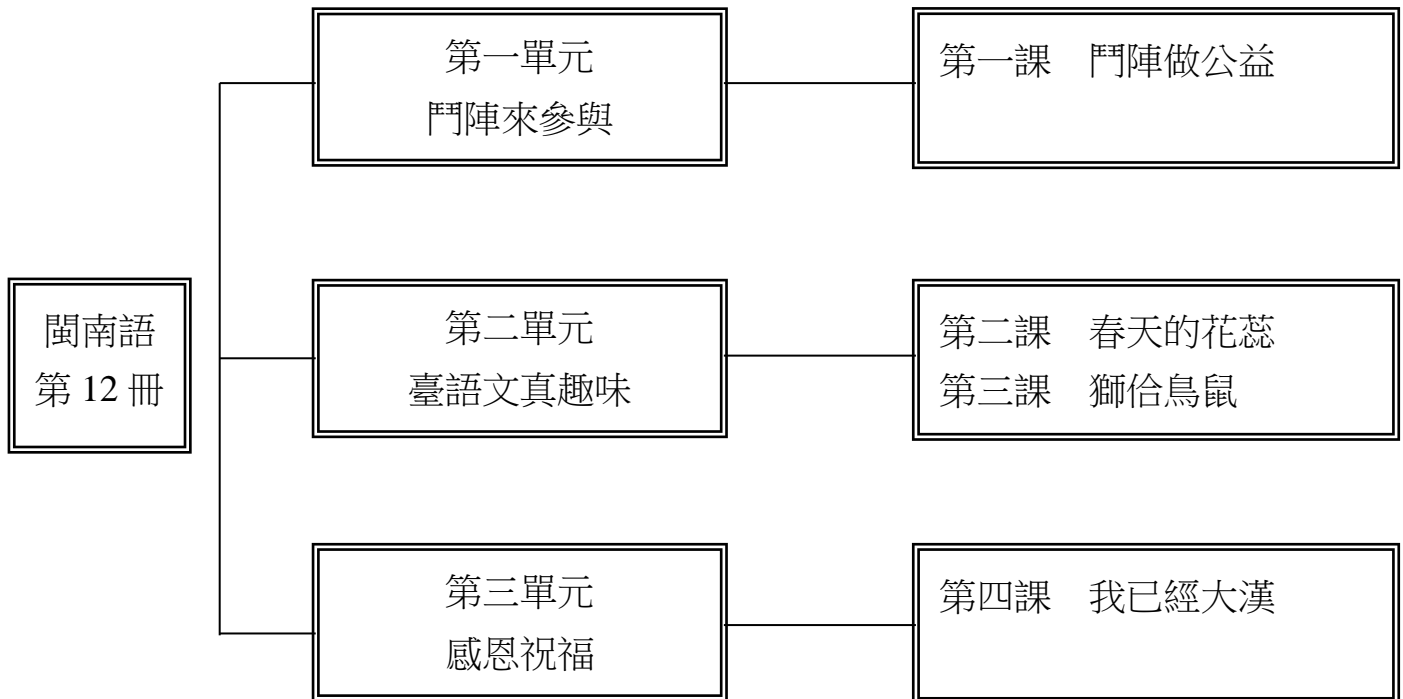 閩南語
第 12 冊
第一單元
鬥陣來參與
第一課　鬥陣做公益
第二單元
臺語文真趣味
第二課　春天的花蕊
第三課　獅佮鳥鼠
第三單元
感恩祝福
第四課　我已經大漢